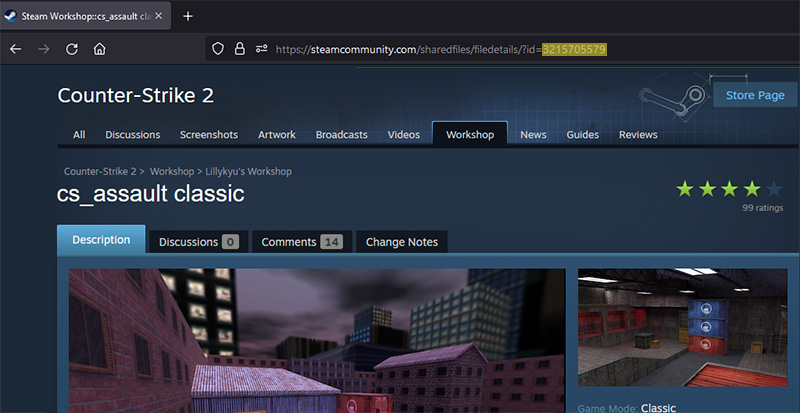 Steam Workshop::cs_assault cla
https://steamcommunity.com/sharedfiles/filedetails/?id=3215705579
Counter-Strike 2
Store Page
All Discussions Screenshots Artwork Broadcasts Videos Workshop News Guides Reviews
Counter-Strike 2 > Workshop > Lillykyu's Workshop
cs_assault classic
99 ratings
Description Discussions 0 Comments 14 Change Notes
Game Mode: Classic